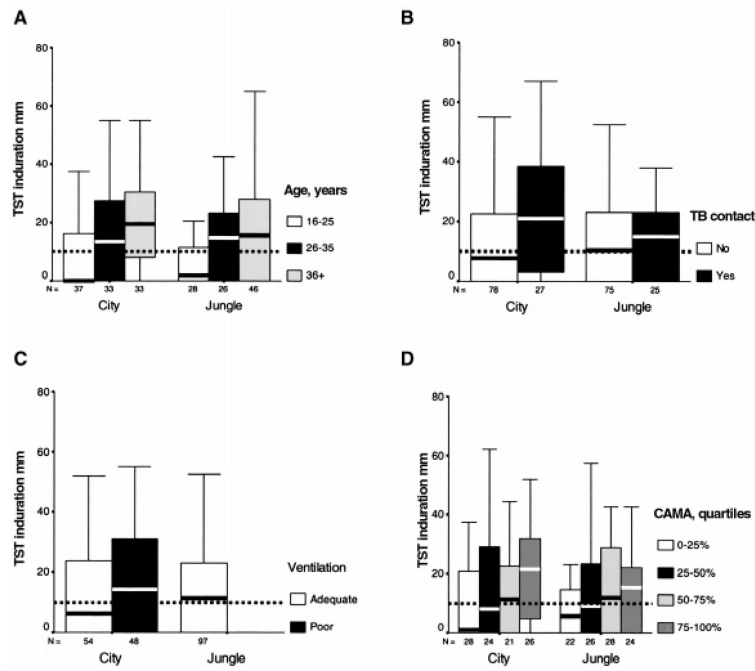 A
TST induration mm
80
60
40
20
0
Age, years
16-25
26-35
36+
N = 37 33 33 28 26 46
City Jungle
B
TST induration mm
80
60
40
20
0
TB contact
No
Yes
N = 78 27 75 25
City Jungle
C
TST induration mm
80
60
40
20
0
Ventilation
Adequate
Poor
N = 54 48 97
City Jungle
D
TST induration mm
80
60
40
20
0
CAMA, quartiles
0-25%
25-50%
50-75%
75-100%
N = 28 24 21 26 22 26 28 24
City Jungle